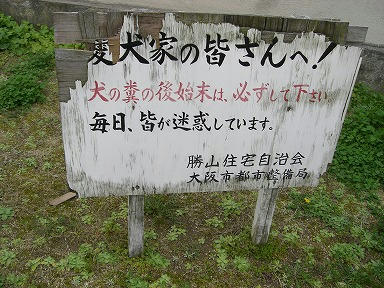 愛犬家の皆さんへ!
犬の糞の後始末は、必ずして下さい
毎日、皆が迷惑しています。
勝山住宅自治会
大阪市都市整備局